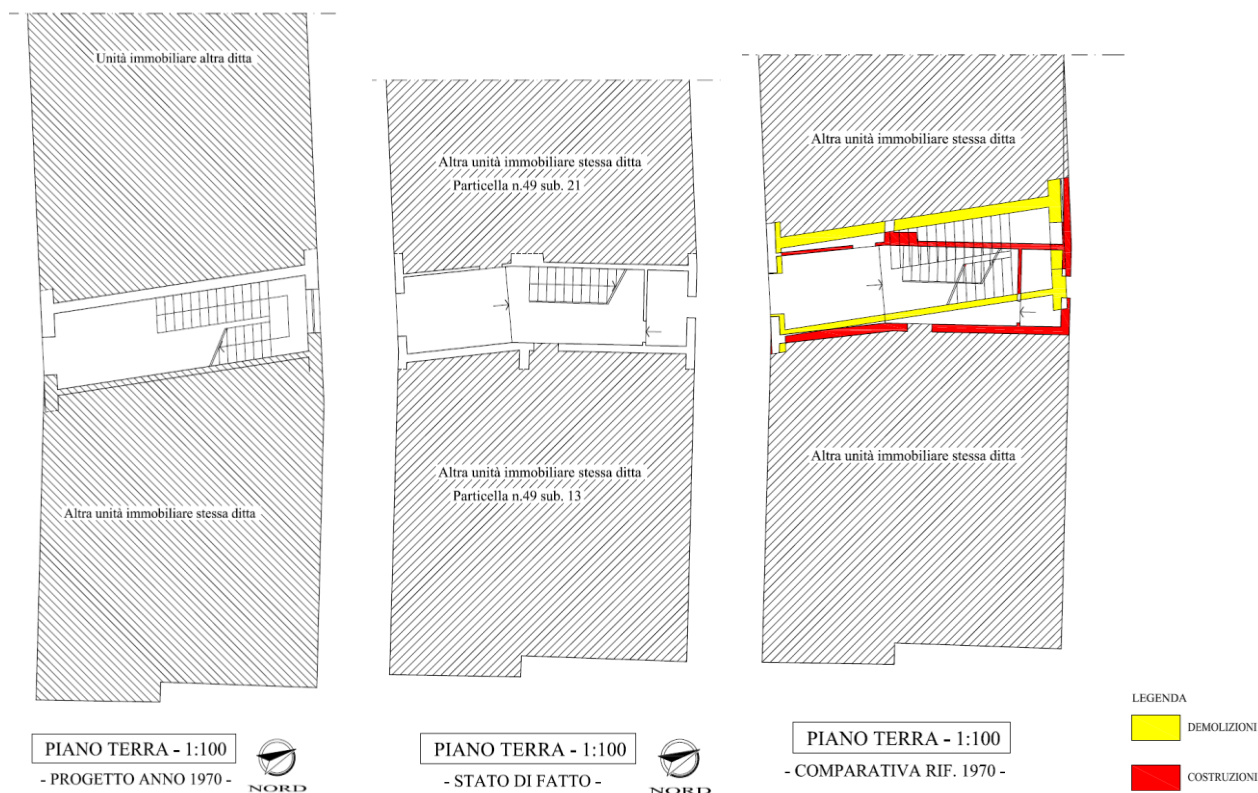 Unità immobiliare altra ditta
Altra unità immobiliare stessa ditta
PIANO TERRA - 1:100
- PROGETTO ANNO 1970 -
NORD
Altra unità immobiliare stessa ditta
Particella n.49 sub. 21
Altra unità immobiliare stessa ditta
Particella n.49 sub. 13
PIANO TERRA - 1:100
- STATO DI FATTO -
NORD
Altra unità immobiliare stessa ditta
Altra unità immobiliare stessa ditta
PIANO TERRA - 1:100
- COMPARATIVA RIF. 1970 -
LEGENDA
DEMOLIZIONI
COSTRUZIONI